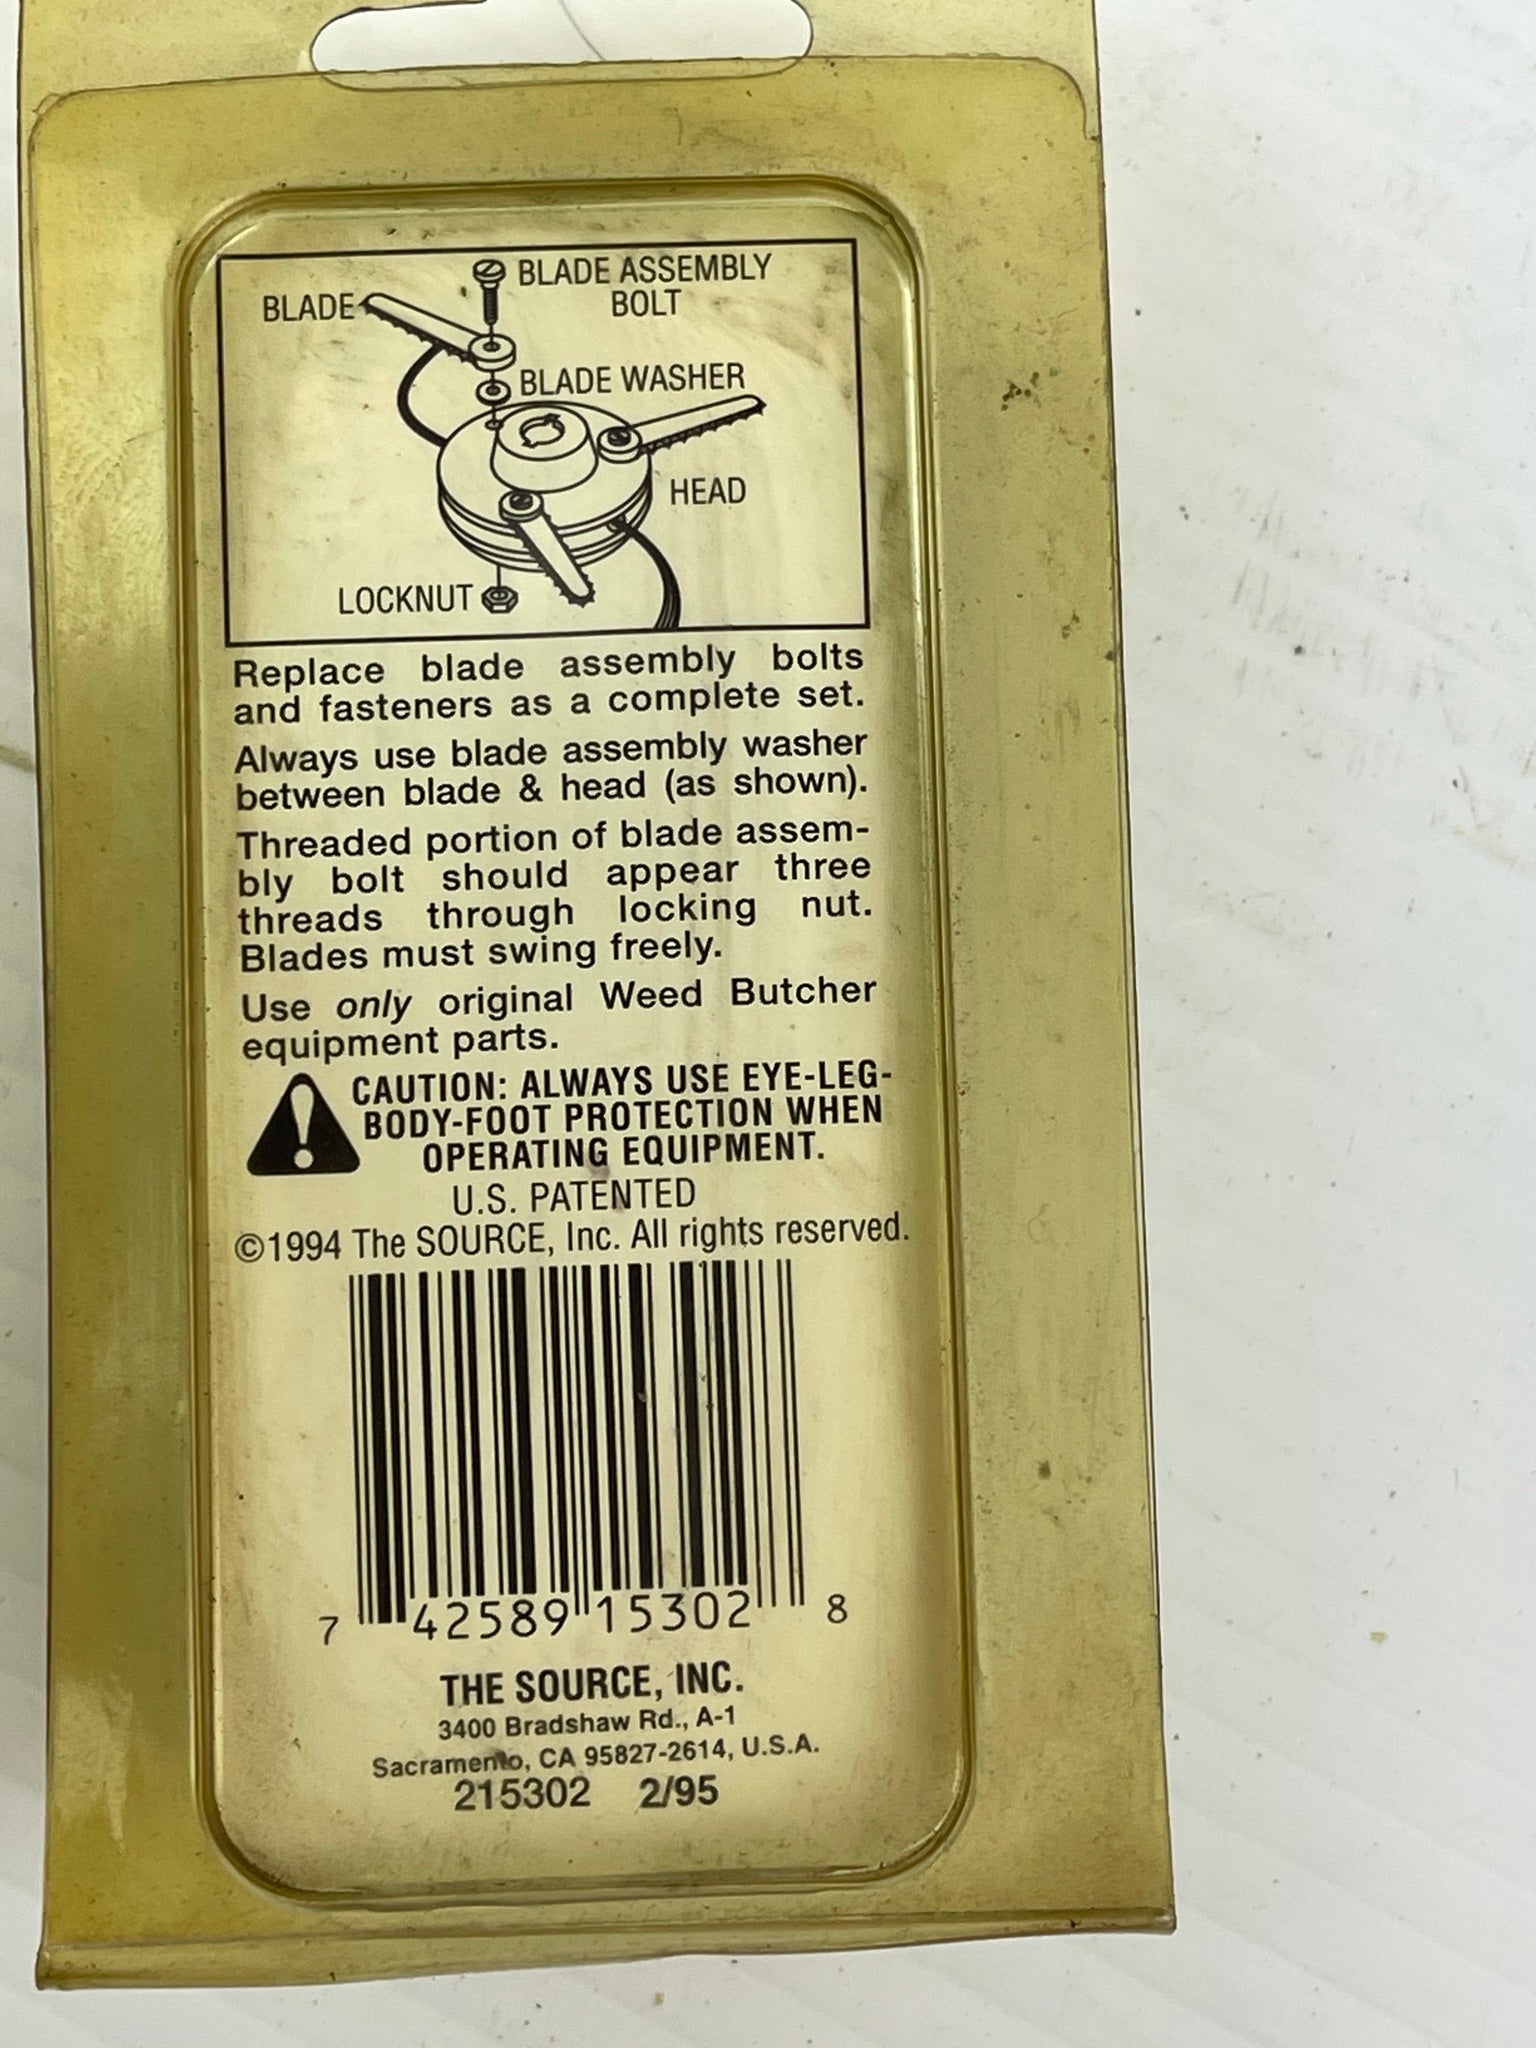 BLADE ASSEMBLY
BOLT
BLADE
BLADE WASHER
HEAD
LOCKNUT
Replace blade assembly bolts
and fasteners as a complete set.
Always use blade assembly washer
between blade & head (as shown).
Threaded portion of blade assem-
bly bolt should appear three
threads through locking nut.
Blades must swing freely.
Use only original Weed Butcher
equipment parts.
CAUTION: ALWAYS USE EYE-LEG-
BODY-FOOT PROTECTION WHEN
OPERATING EQUIPMENT.
U.S. PATENTED
©1994 The SOURCE, Inc. All rights reserved.
7 42589 15302 8
THE SOURCE, INC.
3400 Bradshaw Rd., A-1
Sacramento, CA 95827-2614, U.S.A.
215302 2/95